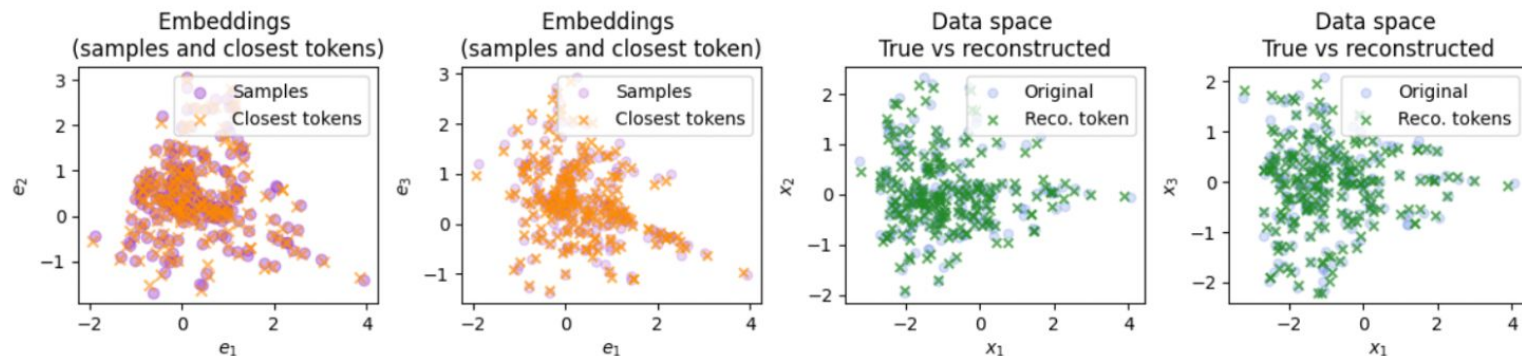 Embeddings
(samples and closest tokens)
Samples
Closest tokens
3
2
1
0
−1
e2
−2
0
2
4
e1
Embeddings
(samples and closest token)
Samples
Closest tokens
3
2
1
0
−1
e3
−2
0
2
4
e1
Data space
True vs reconstructed
Original
Reco. token
2
1
0
−1
−2
x2
−2
0
2
4
x1
Data space
True vs reconstructed
Original
Reco. tokens
2
1
0
−1
−2
x3
−2
0
2
4
x1